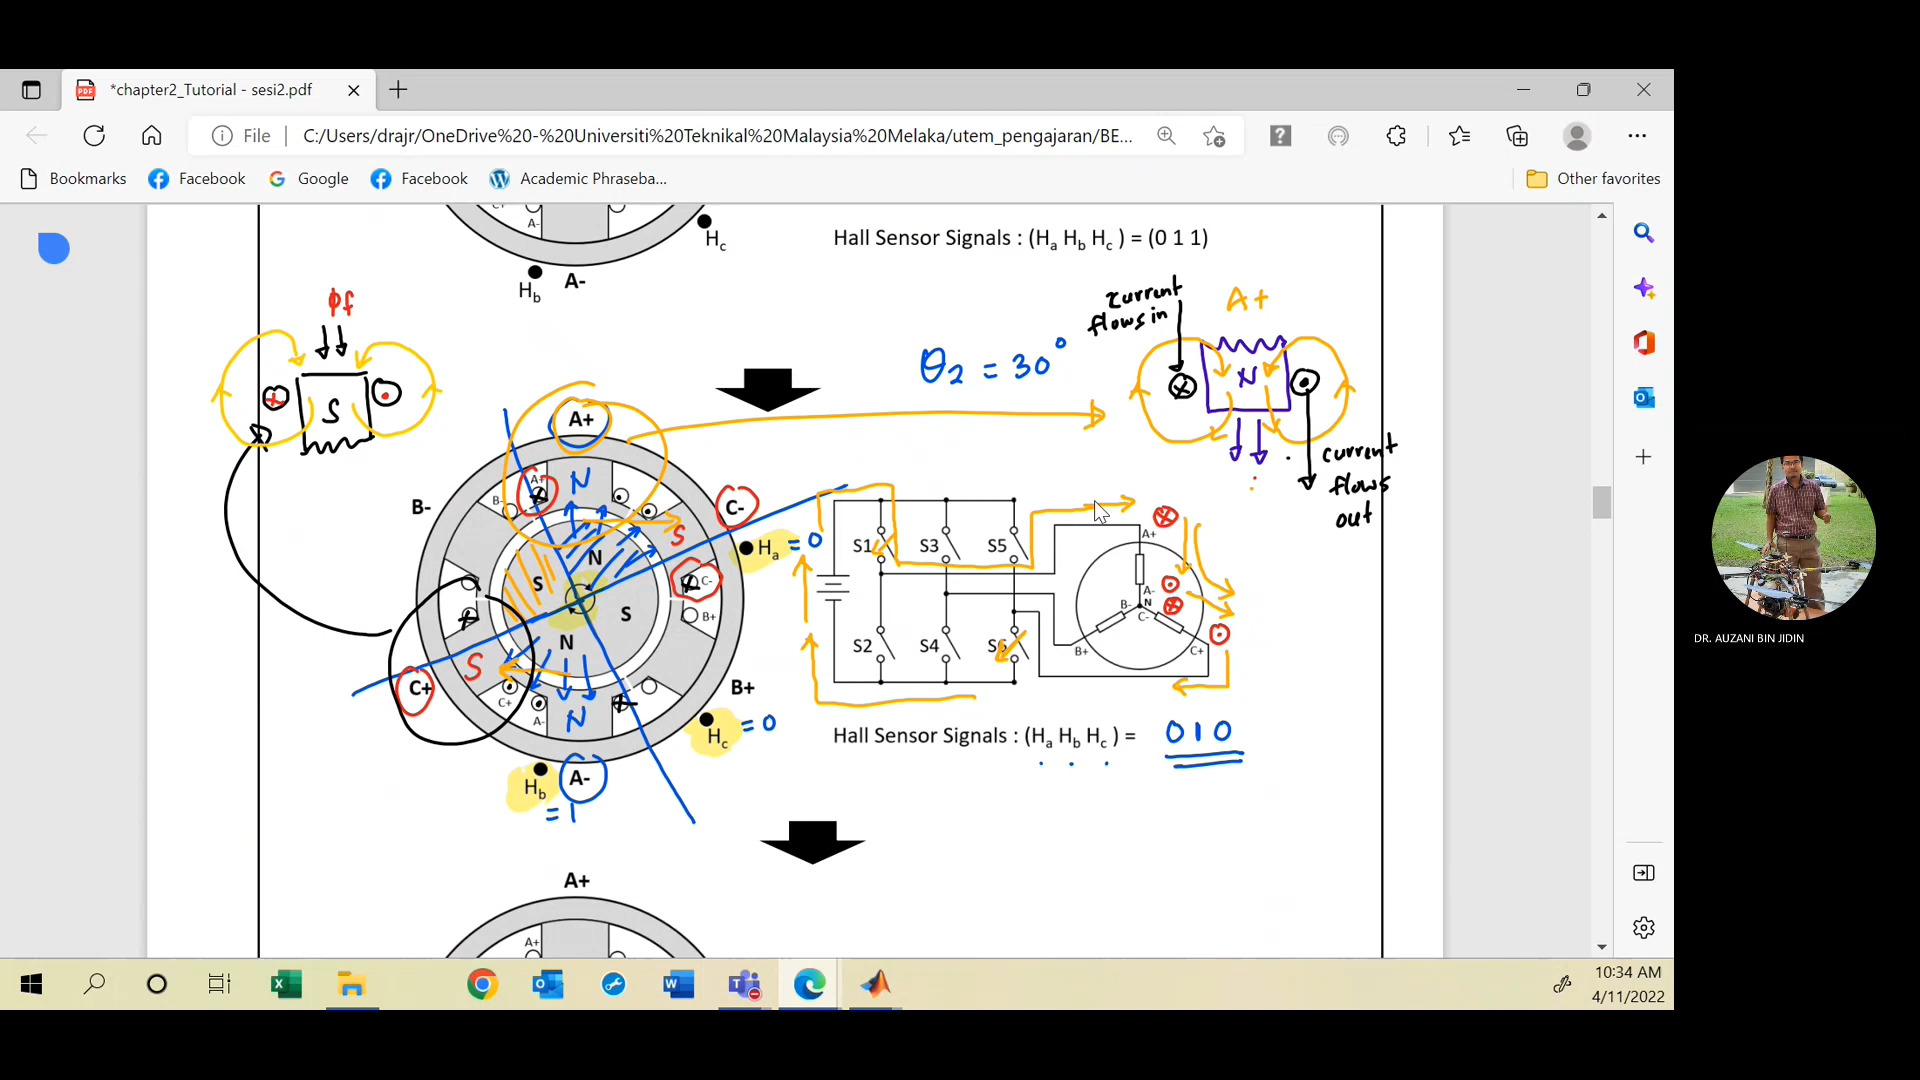 *chapter2_Tutorial - sesi2.pdf
File
C:/Users/drajr/OneDrive%20-%20Universiti%20Teknikal%20Malaysia%20Melaka/utem_pengajaran/BE...
Bookmarks
Facebook
Google
Facebook
Academic Phraseba...
Other favorites
A-
Hc
Hb
A-
Hall Sensor Signals : (Ha Hb Hc ) = (0 1 1)
ϕf
S
θ2 = 30°
current
flows in
A+
N
current
flows
out
A+
B-
A+
B-
N
C-
S
Ha = 0
N
S
S
C-
B+
N
S
C+
C+
A-
N
B+
Hc = 0
Hb
A-
= 1
S1
S3
S5
S2
S4
S6
A+
A-
B-
N
C-
B+
C+
Hall Sensor Signals : (Ha Hb Hc ) = 010
A+
A+
DR. AUZANI BIN JIDIN
10:34 AM
4/11/2022